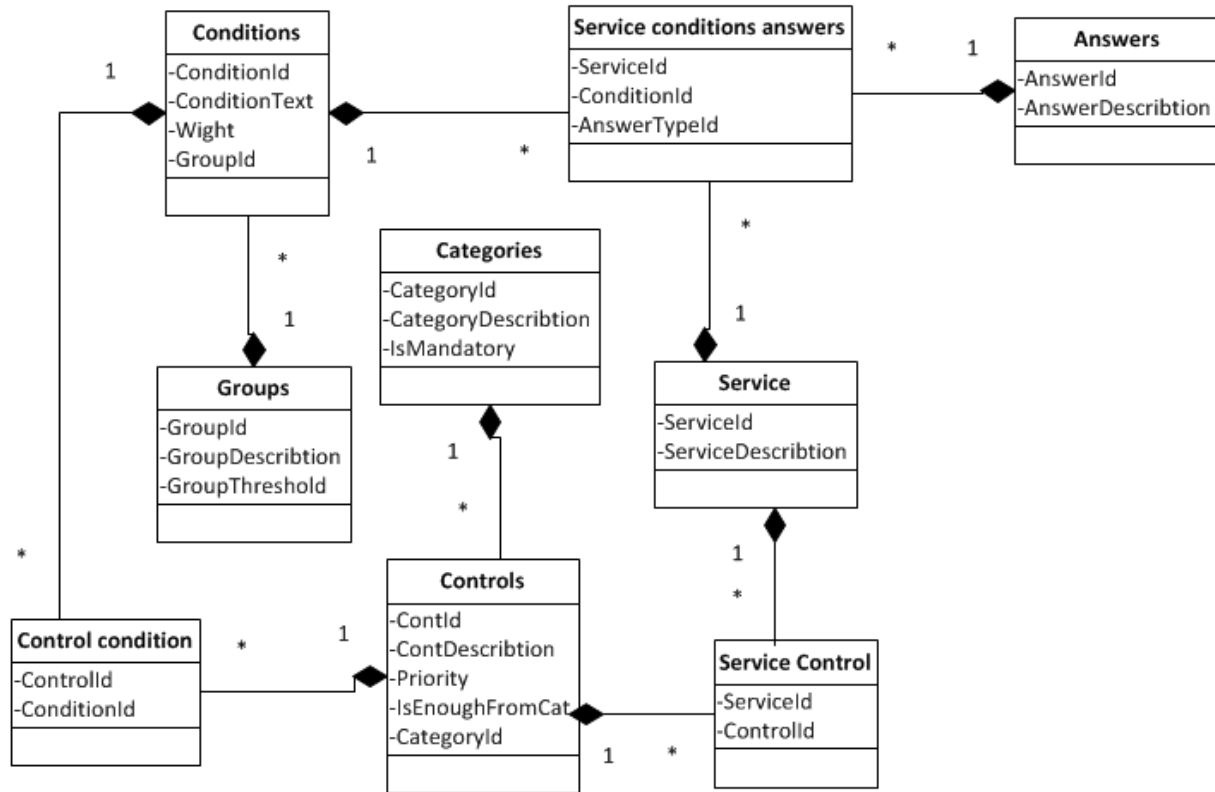 Conditions
-ConditionId
-ConditionText
-Wight
-GroupId
Service conditions answers
-ServiceId
-ConditionId
-AnswerTypeId
Answers
-AnswerId
-AnswerDescribtion
1
*
1
1
*
*
1
*
1
*
1
Categories
-CategoryId
-CategoryDescribtion
-IsMandatory
Groups
-GroupId
-GroupDescribtion
-GroupThreshold
Service
-ServiceId
-ServiceDescribtion
1
*
*
1
*
Control condition
-ControlId
-ConditionId
*
1
Controls
-ContId
-ContDescribtion
-Priority
-IsEnoughFromCat
-CategoryId
1
*
Service Control
-ServiceId
-ControlId